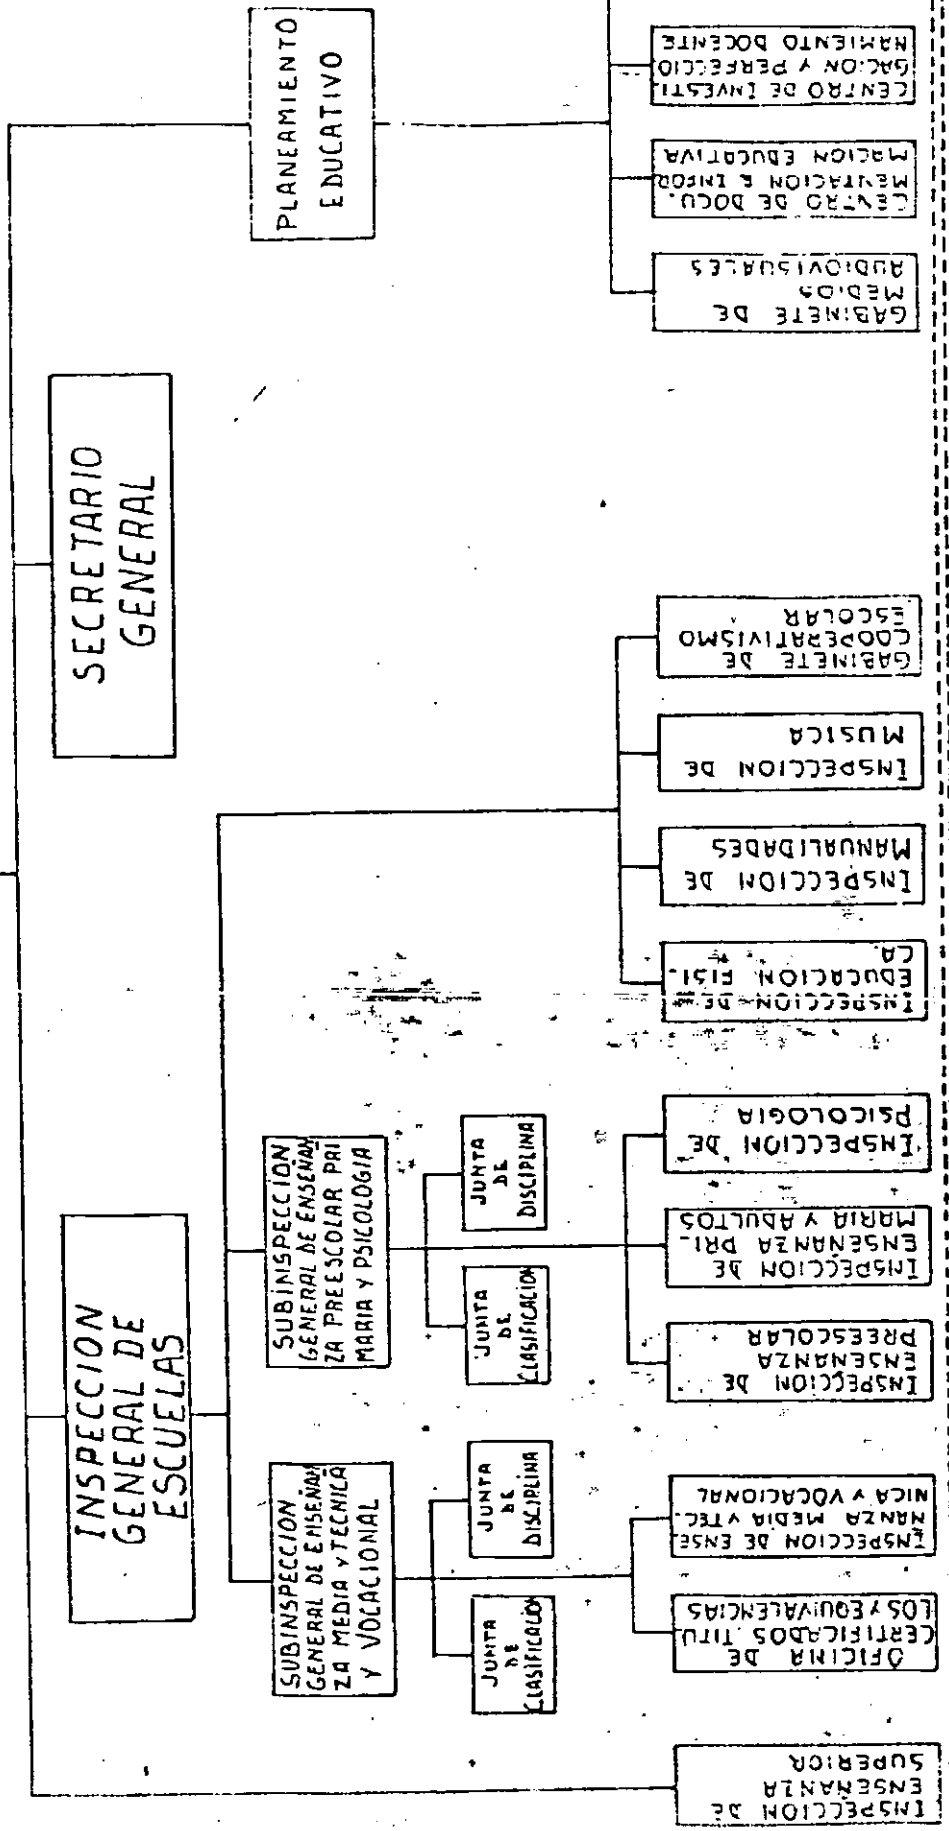 INSPECCION
GENERAL DE
ESCUELAS
SECRETARIO
GENERAL
PLANEAMIENTO
EDUCATIVO
SUBINSPECCION
GENERAL DE ENSEÑAN
ZA MEDIA Y TECNICA
Y VOCACIONAL
SUBINSPECCION
GENERAL DE ENSEÑAN
ZA PREESCOLAR PRI
MARIA Y PSICOLOGIA
JUNTA
DE
CLASIFICACION
JUNTA
DE
DISCIPLINA
JUNTA
DE
CLASIFICACION
JUNTA
DE
DISCIPLINA
INSPECCION DE
ENSEÑANZA
SUPERIOR
OFICINA DE
CERTIFICADOS TITU
LOS Y EQUIVALENCIAS
INSPECCION DE ENSE-
ÑANZA MEDIA Y TEC.
NICA Y VOCACIONAL
INSPECCION DE
ENSEÑANZA
PREESCOLAR
INSPECCION DE
ENSEÑANZA PRI-
MARIA Y ADULTOS
INSPECCION DE
PSICOLOGIA
INSPECCION DE
EDUCACION FISI.
CA
INSPECCION DE
MANUALIDADES
INSPECCION DE
MUSICA
GABINETE DE
COOPERATIVISMO
ESCOLAR
GABINETE DE
MEDIOS
AUDIOVISUALES
CENTRO DE DOCU.
MENTACION E INFOR
MACION EDUCATIVA
CENTRO DE INVESTI.
GACION Y PERFECCIO
NAMIENTO DOCENTE